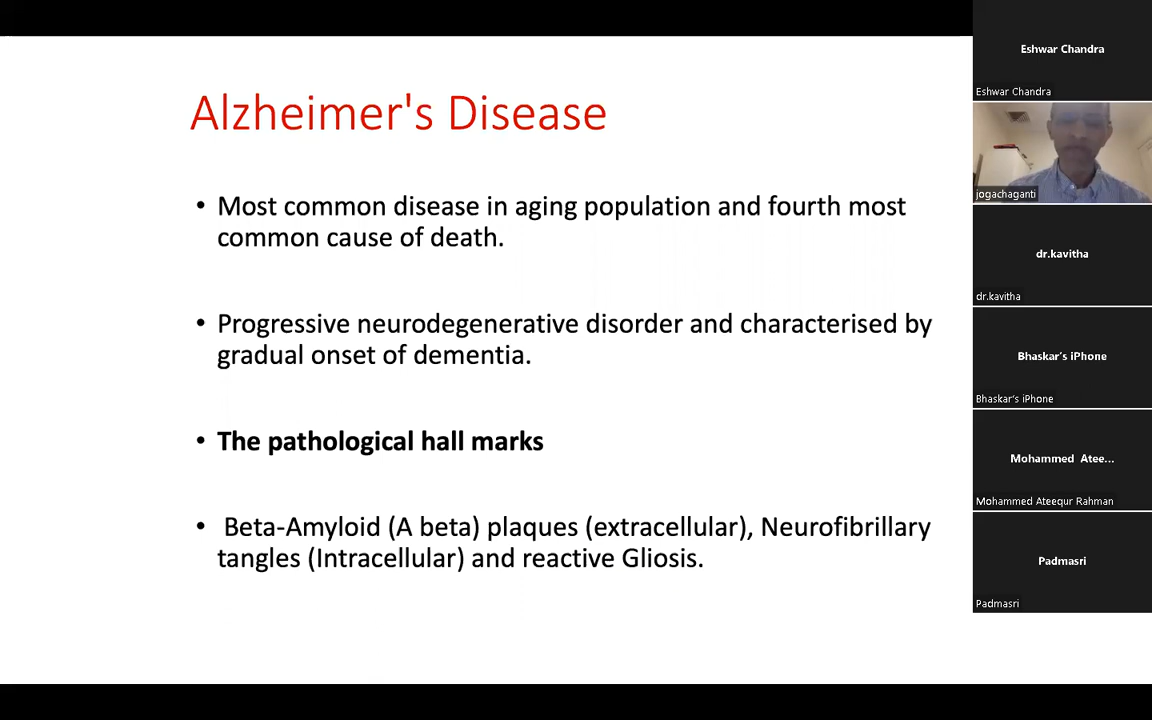 Alzheimer's Disease
• Most common disease in aging population and fourth most
common cause of death.
• Progressive neurodegenerative disorder and characterised by
gradual onset of dementia.
• The pathological hall marks
• Beta-Amyloid (A beta) plaques (extracellular), Neurofibrillary
tangles (Intracellular) and reactive Gliosis.
Eshwar Chandra
Eshwar Chandra
jogachaganti
dr.kavitha
dr.kavitha
Bhaskar's iPhone
Bhaskar's iPhone
Mohammed Atee...
Mohammed Ateequr Rahman
Padmasri
Padmasri